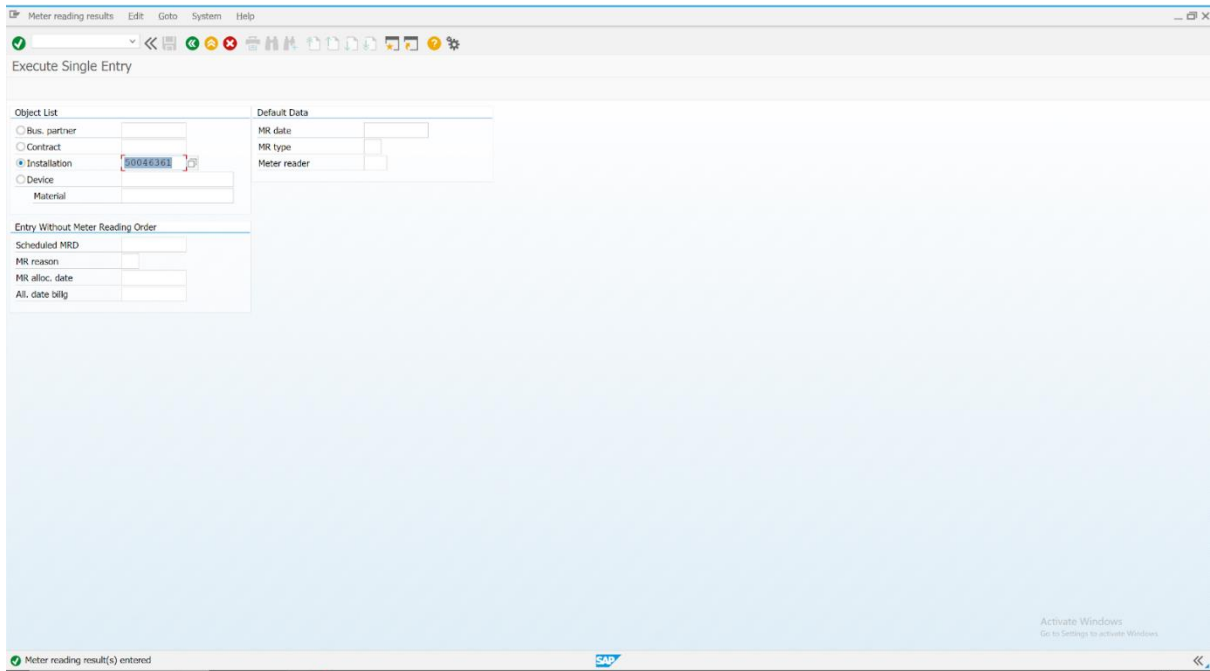 Meter reading results Edit Goto System Help
Execute Single Entry
Object List
Bus. partner
Contract
Installation 50046361
Device
Material
Default Data
MR date
MR type
Meter reader
Entry Without Meter Reading Order
Scheduled MRD
MR reason
MR alloc. date
All. date billg
Activate Windows
Go to Settings to activate Windows.
Meter reading result(s) entered
SAP